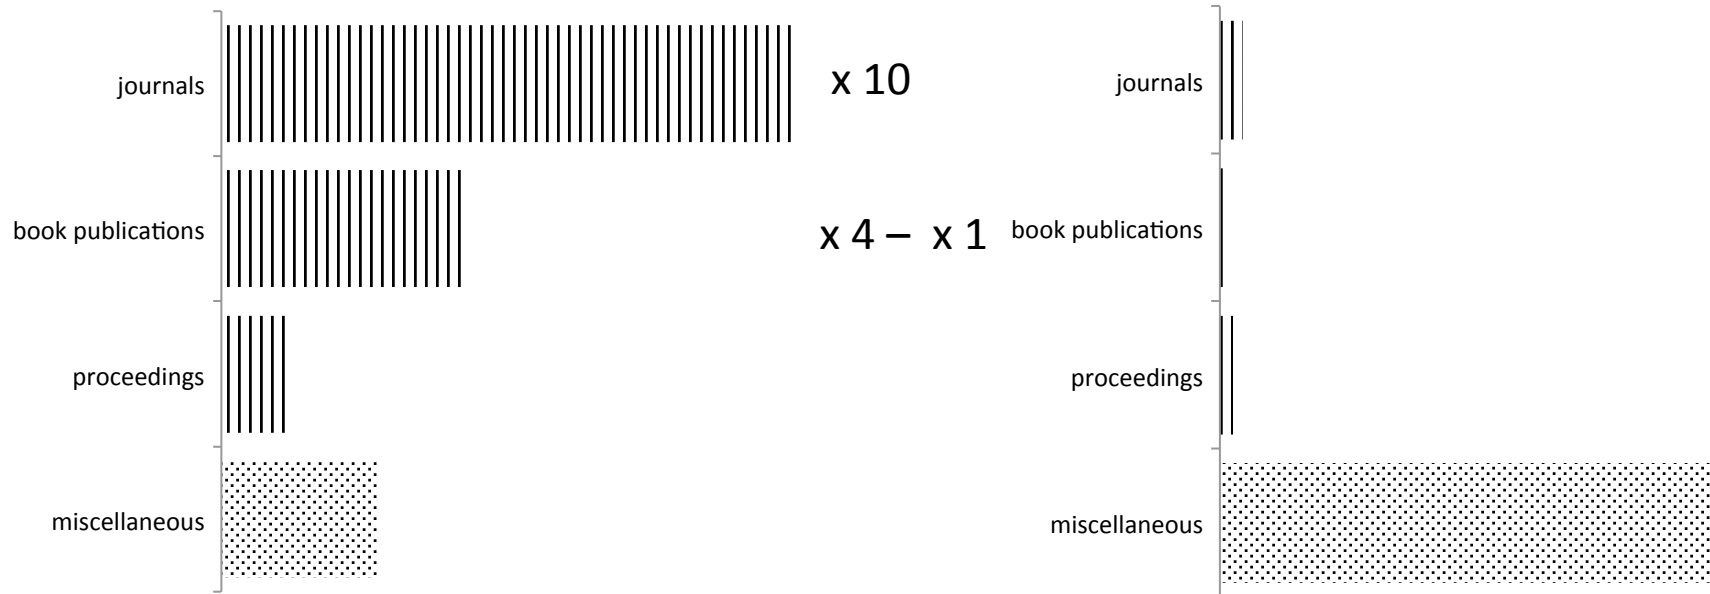 journals
x 10
book publications
x 4 – x 1
proceedings
miscellaneous
journals
book publications
proceedings
miscellaneous